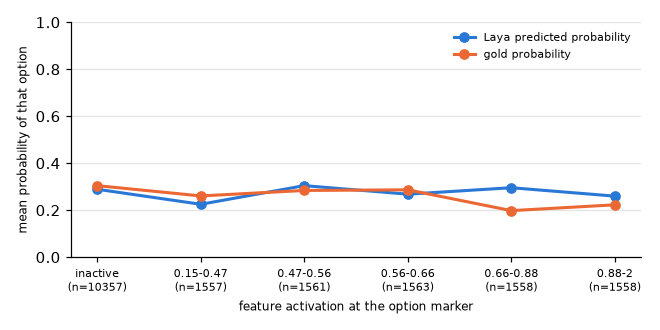 1.0
0.8
0.6
0.4
0.2
0.0
mean probability of that option
Laya predicted probability
gold probability
inactive
(n=10357)
0.15-0.47
(n=1557)
0.47-0.56
(n=1561)
0.56-0.66
(n=1563)
0.66-0.88
(n=1558)
0.88-2
(n=1558)
feature activation at the option marker